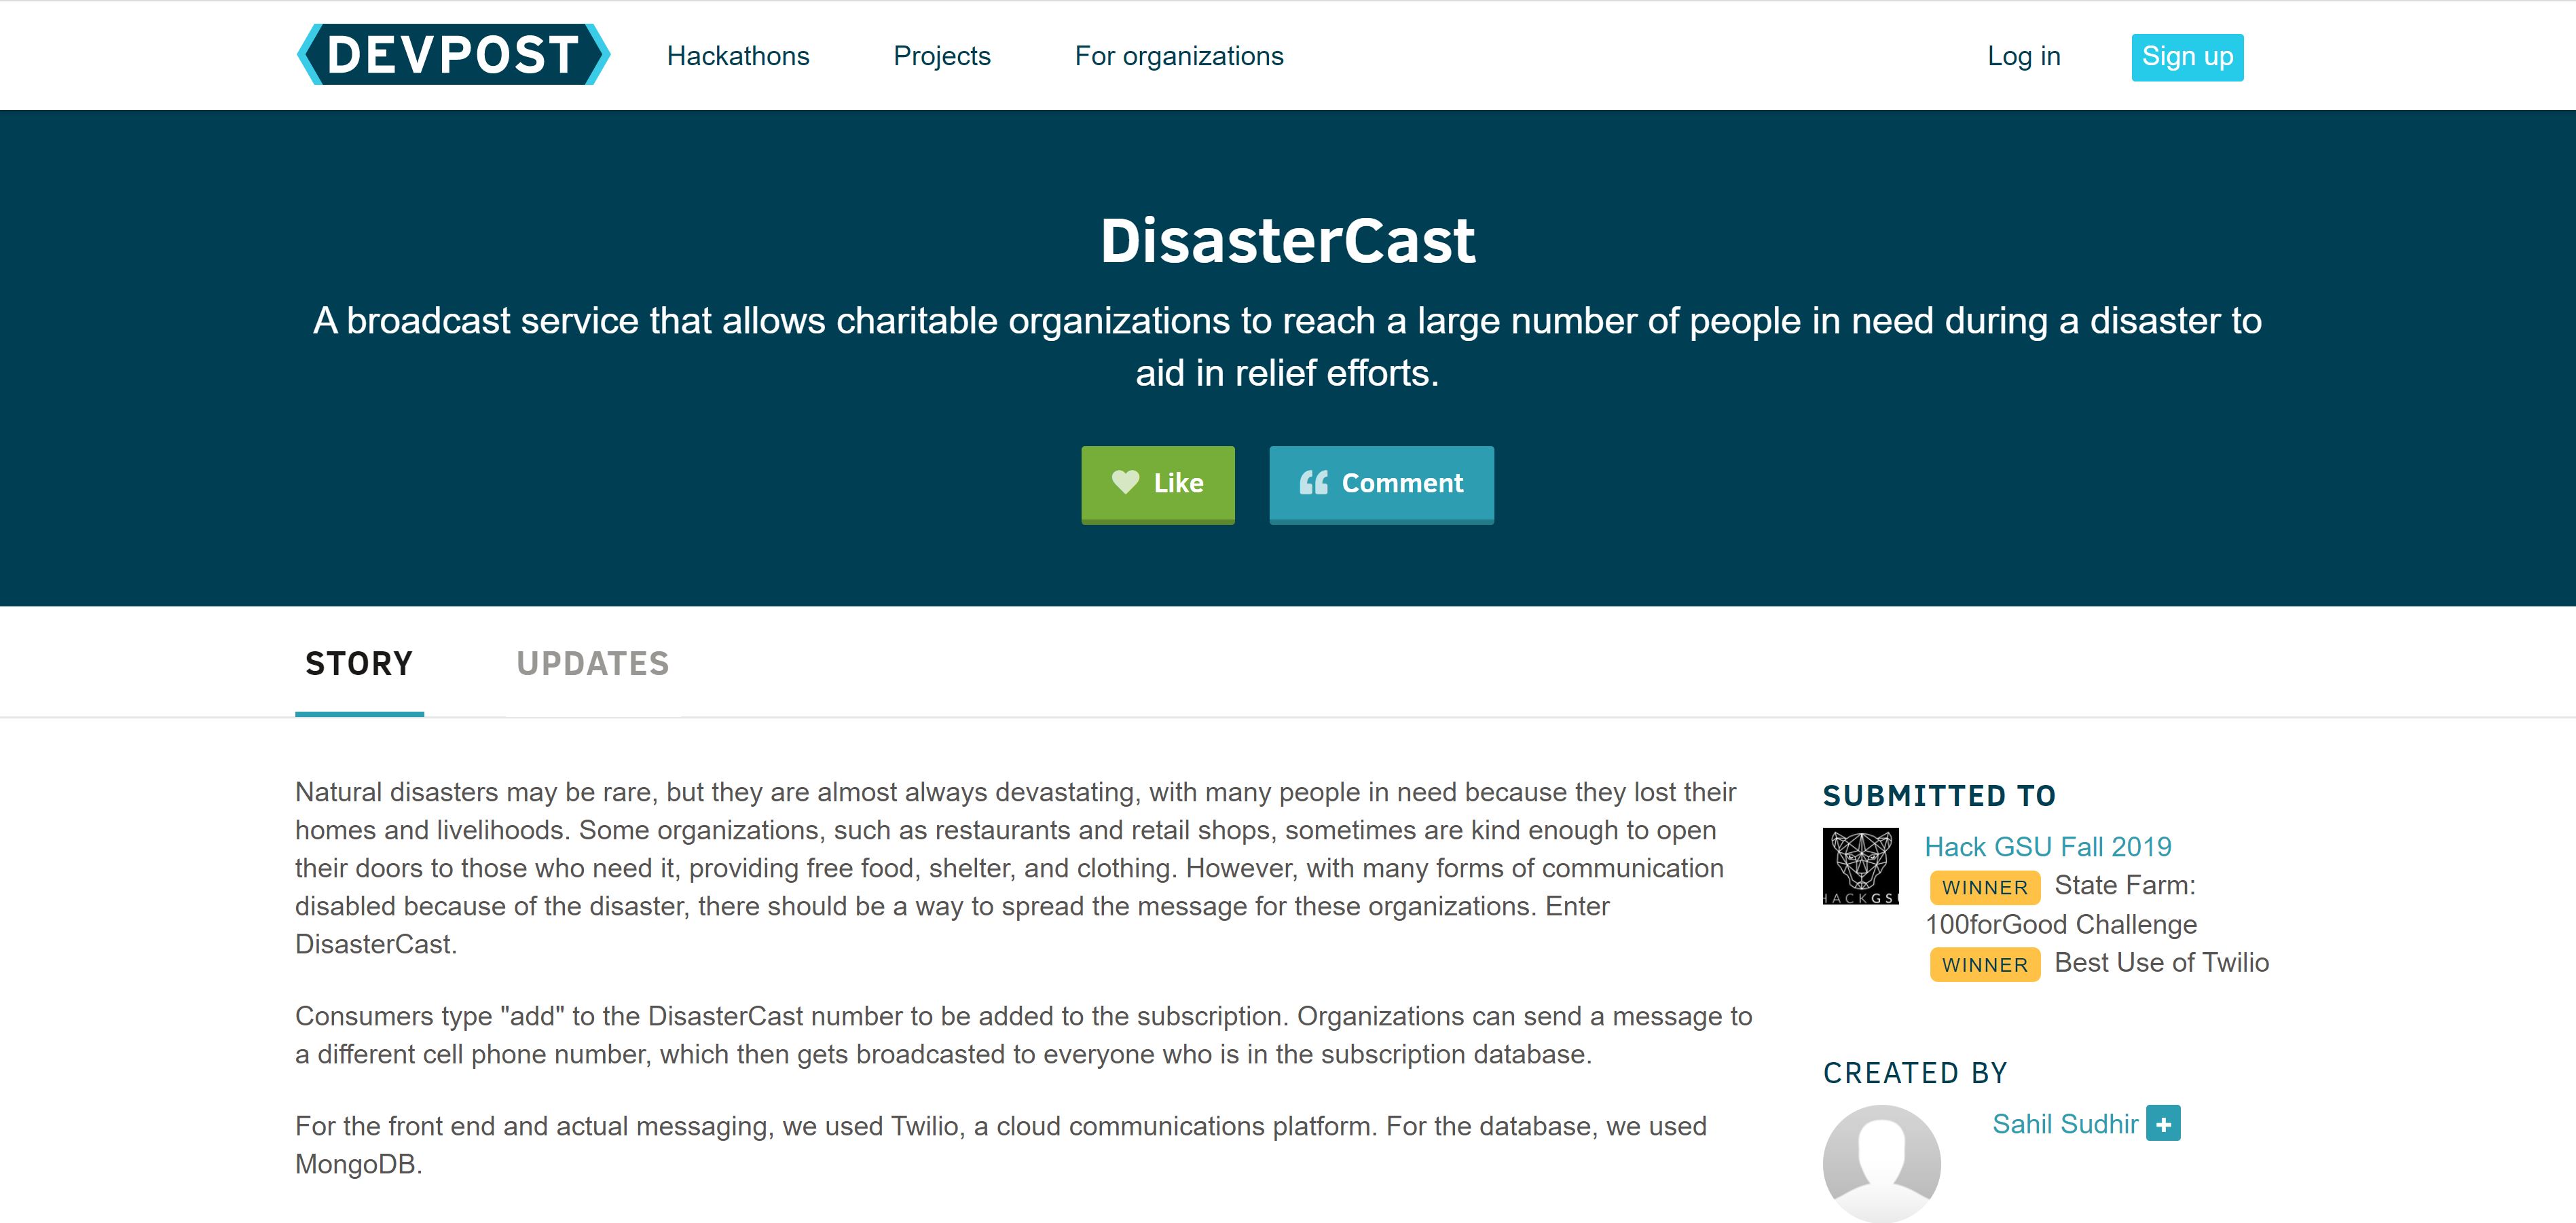 DEVPOST
Hackathons
Projects
For organizations
Log in
Sign up
DisasterCast
A broadcast service that allows charitable organizations to reach a large number of people in need during a disaster to
aid in relief efforts.
Like
Comment
STORY
UPDATES
Natural disasters may be rare, but they are almost always devastating, with many people in need because they lost their
homes and livelihoods. Some organizations, such as restaurants and retail shops, sometimes are kind enough to open
their doors to those who need it, providing free food, shelter, and clothing. However, with many forms of communication
disabled because of the disaster, there should be a way to spread the message for these organizations. Enter
DisasterCast.
Consumers type "add" to the DisasterCast number to be added to the subscription. Organizations can send a message to
a different cell phone number, which then gets broadcasted to everyone who is in the subscription database.
For the front end and actual messaging, we used Twilio, a cloud communications platform. For the database, we used
MongoDB.
SUBMITTED TO
HACKGSU
Hack GSU Fall 2019
WINNER State Farm:
100forGood Challenge
WINNER Best Use of Twilio
CREATED BY
Sahil Sudhir